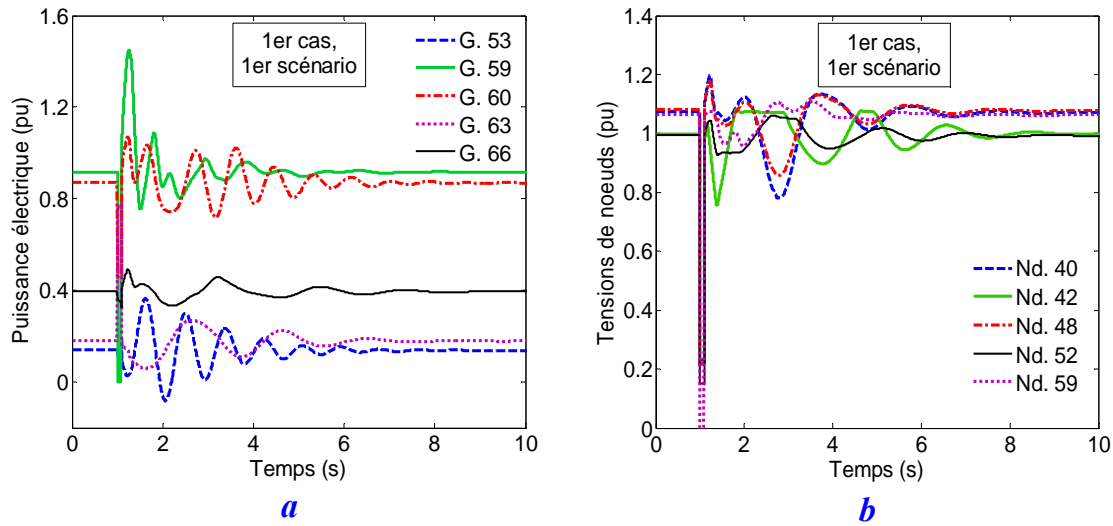 1.6
1.2
0.8
0.4
0
Puissance électrique (pu)
1er cas,
1er scénario
G. 53
G. 59
G. 60
G. 63
G. 66
0 2 4 6 8 10
Temps (s)
a
1.4
1.2
1
0.8
0.6
0.4
0.2
0
Tensions de noeuds (pu)
1er cas,
1er scénario
Nd. 40
Nd. 42
Nd. 48
Nd. 52
Nd. 59
0 2 4 6 8 10
Temps (s)
b